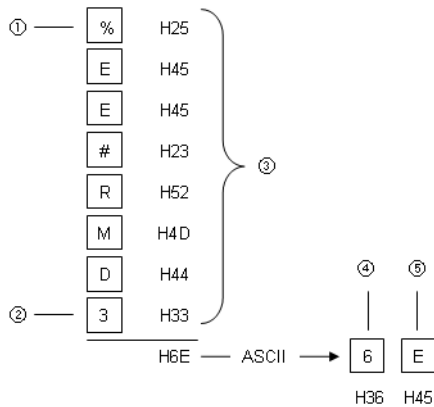 ① % H25
E H45
E H45
# H23
③
R H52
M H4D
D H44
④ ⑤
② 3 H33
H6E ASCII 6 E
H36 H45